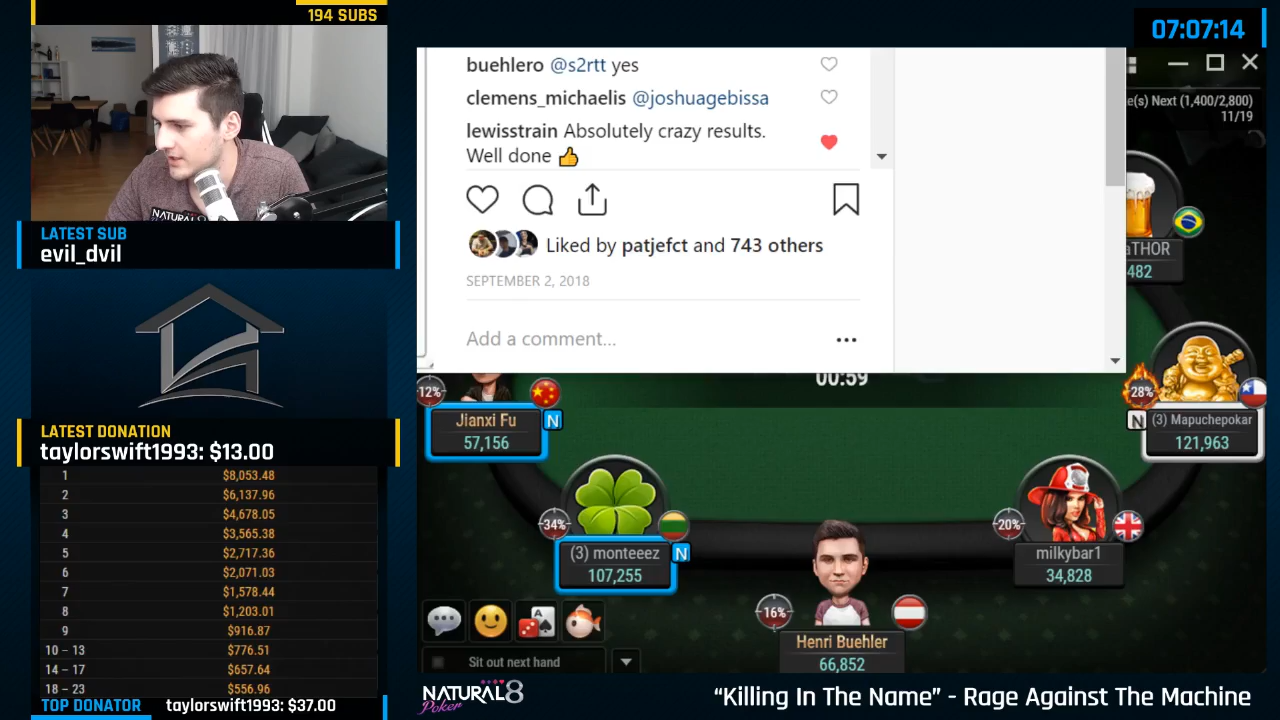 194 SUBS
07:07:14
NATURAL
LATEST SUB
evil_dvil
LATEST DONATION
taylorswift1993: $13.00
1 $8,053.48
2 $6,137.96
3 $4,678.05
4 $3,565.38
5 $2,717.36
6 $2,071.03
7 $1,578.44
8 $1,203.01
9 $916.87
10 – 13 $776.51
14 – 17 $657.64
18 – 23 $556.96
TOP DONATOR taylorswift1993: $37.00
buehlero @s2rtt yes
clemens_michaelis @joshuagebissa
lewisstrain Absolutely crazy results.
Well done 👍
Liked by patjefct and 743 others
SEPTEMBER 2, 2018
Add a comment...
e(s) Next (1,400/2,800)
11/19
aTHOR
482
00:59
12%
Jianxi Fu
N
57,156
28%
N
(3) Mapuchepokar
121,963
34%
(3) monteeez
N
107,255
20%
milkybar1
34,828
16%
Henri Buehler
66,852
A
Sit out next hand
NATURAL8
Poker
“Killing In The Name” - Rage Against The Machine